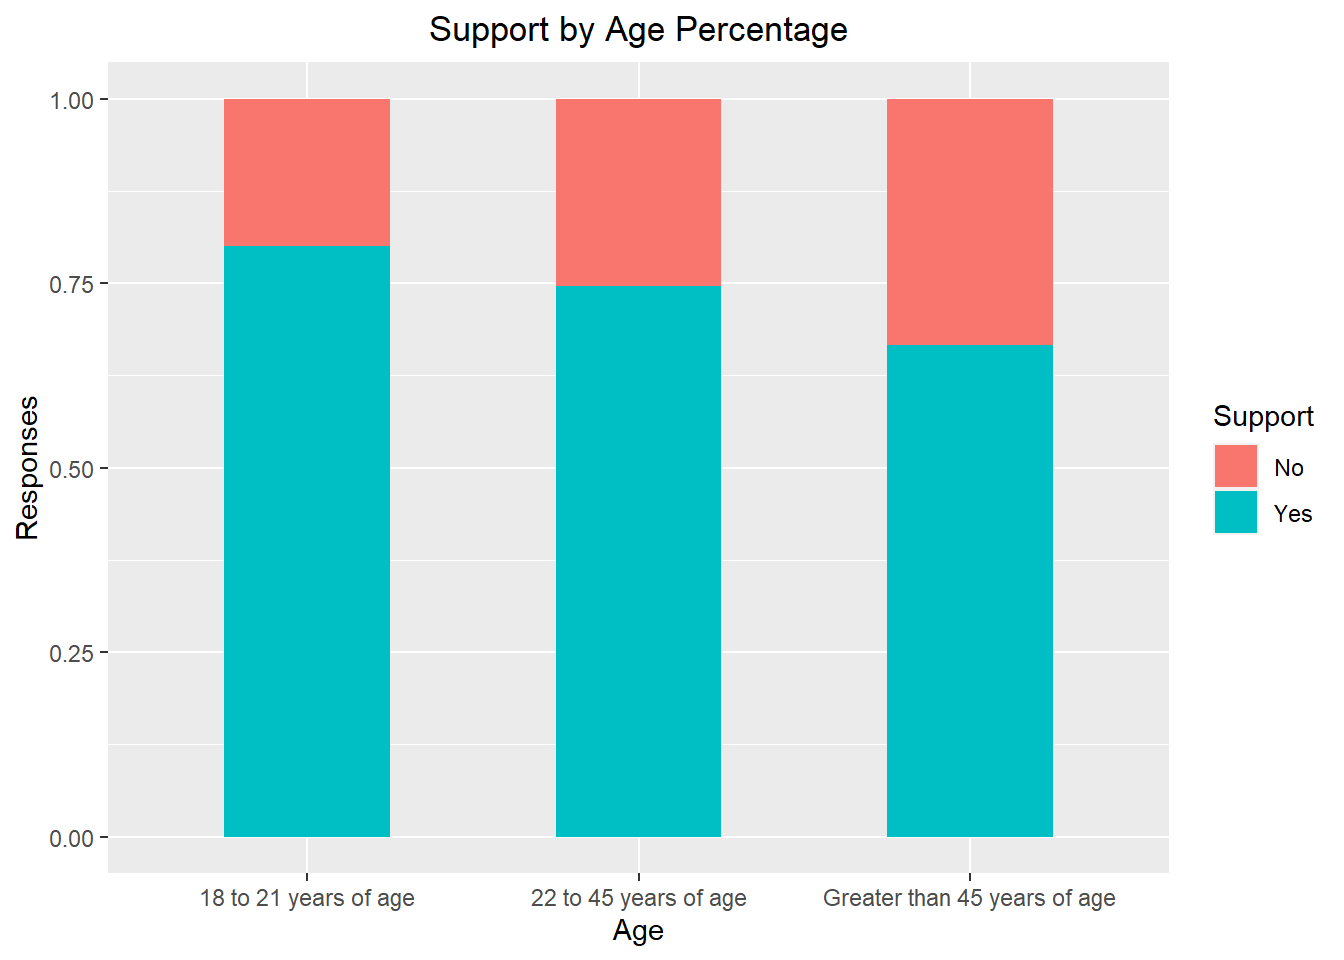 Support by Age Percentage
1.00
0.75
0.50
0.25
0.00
Responses
18 to 21 years of age
22 to 45 years of age
Greater than 45 years of age
Age
Support
No
Yes